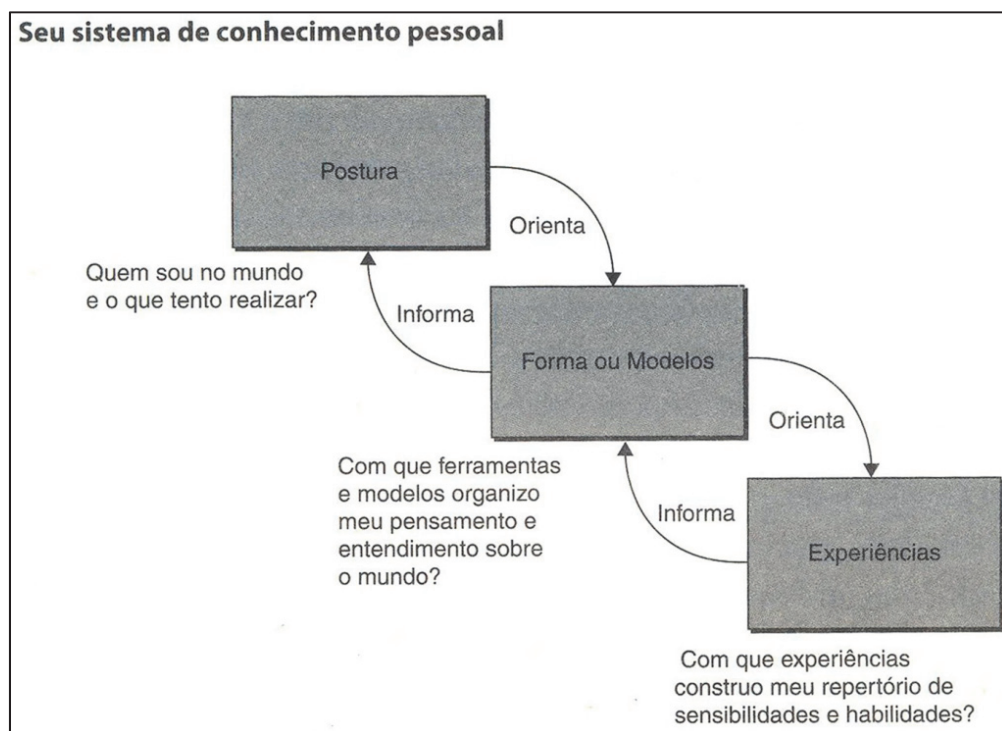 Seu sistema de conhecimento pessoal
Postura
Orienta
Quem sou no mundo
e o que tento realizar?
Informa
Forma ou Modelos
Orienta
Com que ferramentas
e modelos organizo
meu pensamento e
entendimento sobre
o mundo?
Informa
Experiências
Com que experiências
construo meu repertório de
sensibilidades e habilidades?